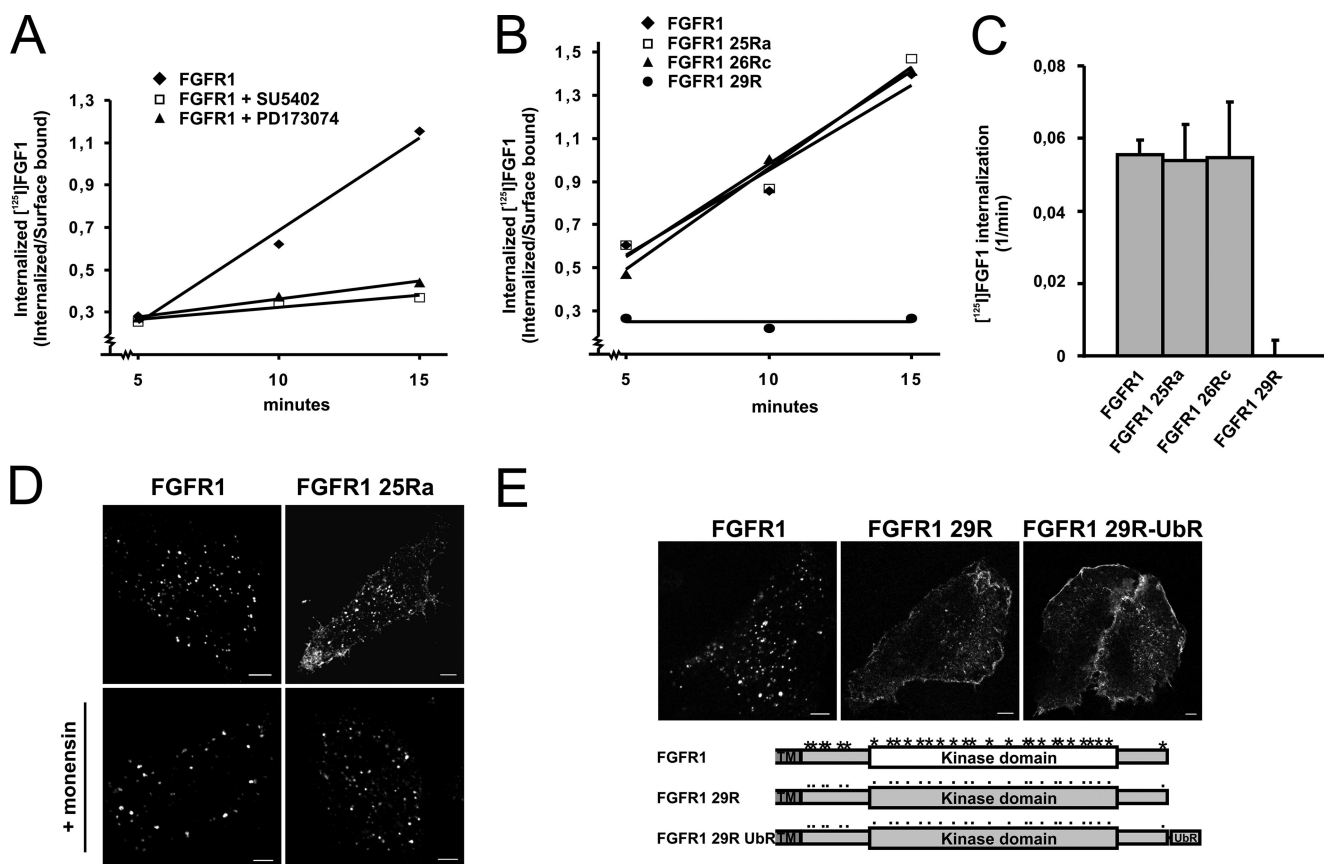 A
FGFR1
FGFR1 + SU5402
FGFR1 + PD173074
Internalized [¹²⁵I]FGF1
(Internalized/Surface bound)
1,3
1,1
0,9
0,7
0,5
0,3
5
10
15
minutes
B
FGFR1
FGFR1 25Ra
FGFR1 26Rc
FGFR1 29R
Internalized [¹²⁵I]FGF1
(Internalized/Surface bound)
1,5
1,3
1,1
0,9
0,7
0,5
0,3
5
10
15
minutes
C
[¹²⁵I]FGF1 internalization
(1/min)
0,08
0,06
0,04
0,02
0
FGFR1
FGFR1 25Ra
FGFR1 26Rc
FGFR1 29R
D
FGFR1
FGFR1 25Ra
+ monensin
E
FGFR1
FGFR1 29R
FGFR1 29R-UbR
FGFR1
TM
Kinase domain
FGFR1 29R
TM
Kinase domain
FGFR1 29R UbR
TM
Kinase domain
UbR